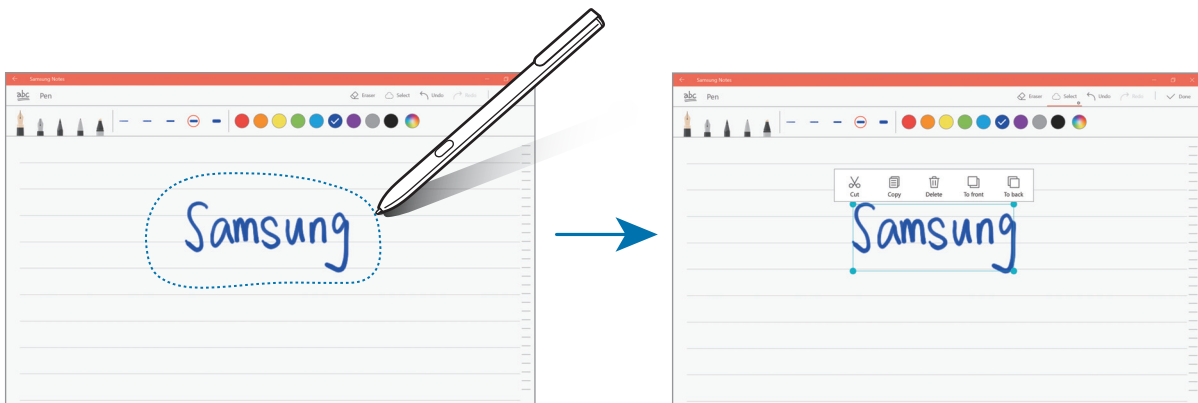 Samsung Notes
abc Pen Eraser Select Undo Redo
Samsung
Samsung Notes
abc Pen Eraser Select Undo Redo Done
Cut Copy Delete To front To back
Samsung